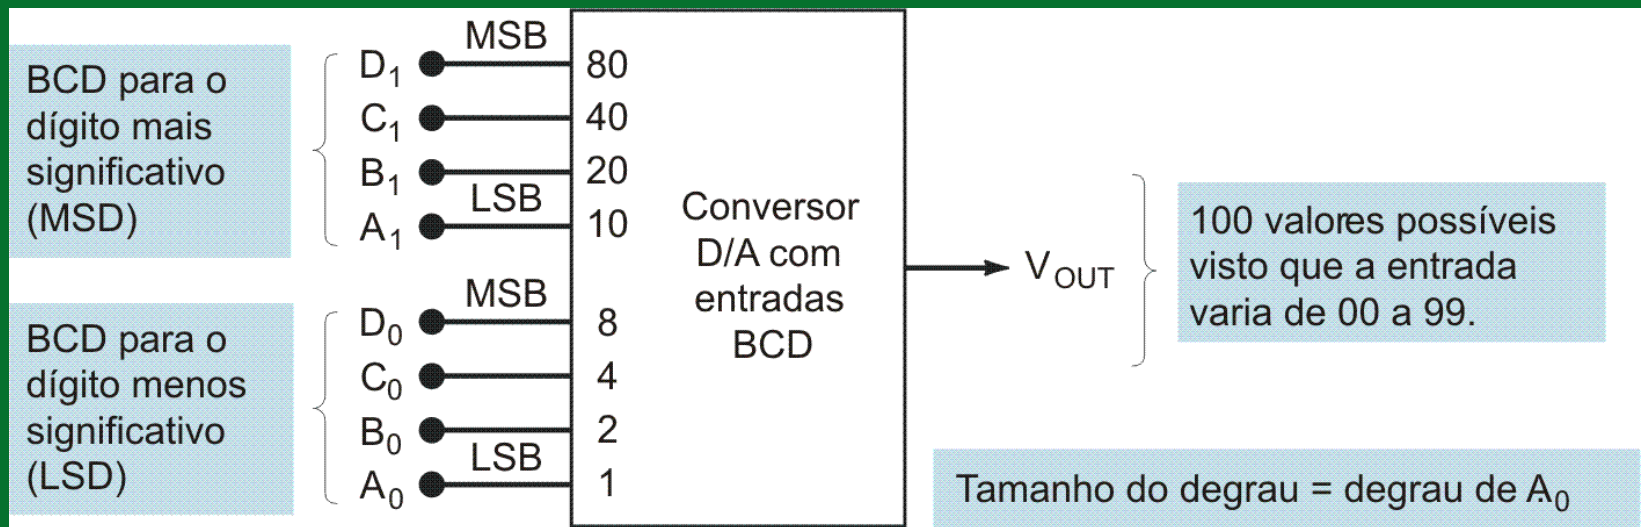 BCD para o
dígito mais
significativo
(MSD)
D1
C1
B1
A1
MSB
LSB
80
40
20
10
BCD para o
dígito menos
significativo
(LSD)
D0
C0
B0
A0
MSB
LSB
8
4
2
1
Conversor
D/A com
entradas
BCD
VOUT
100 valores possíveis
visto que a entrada
varia de 00 a 99.
Tamanho do degrau = degrau de A0